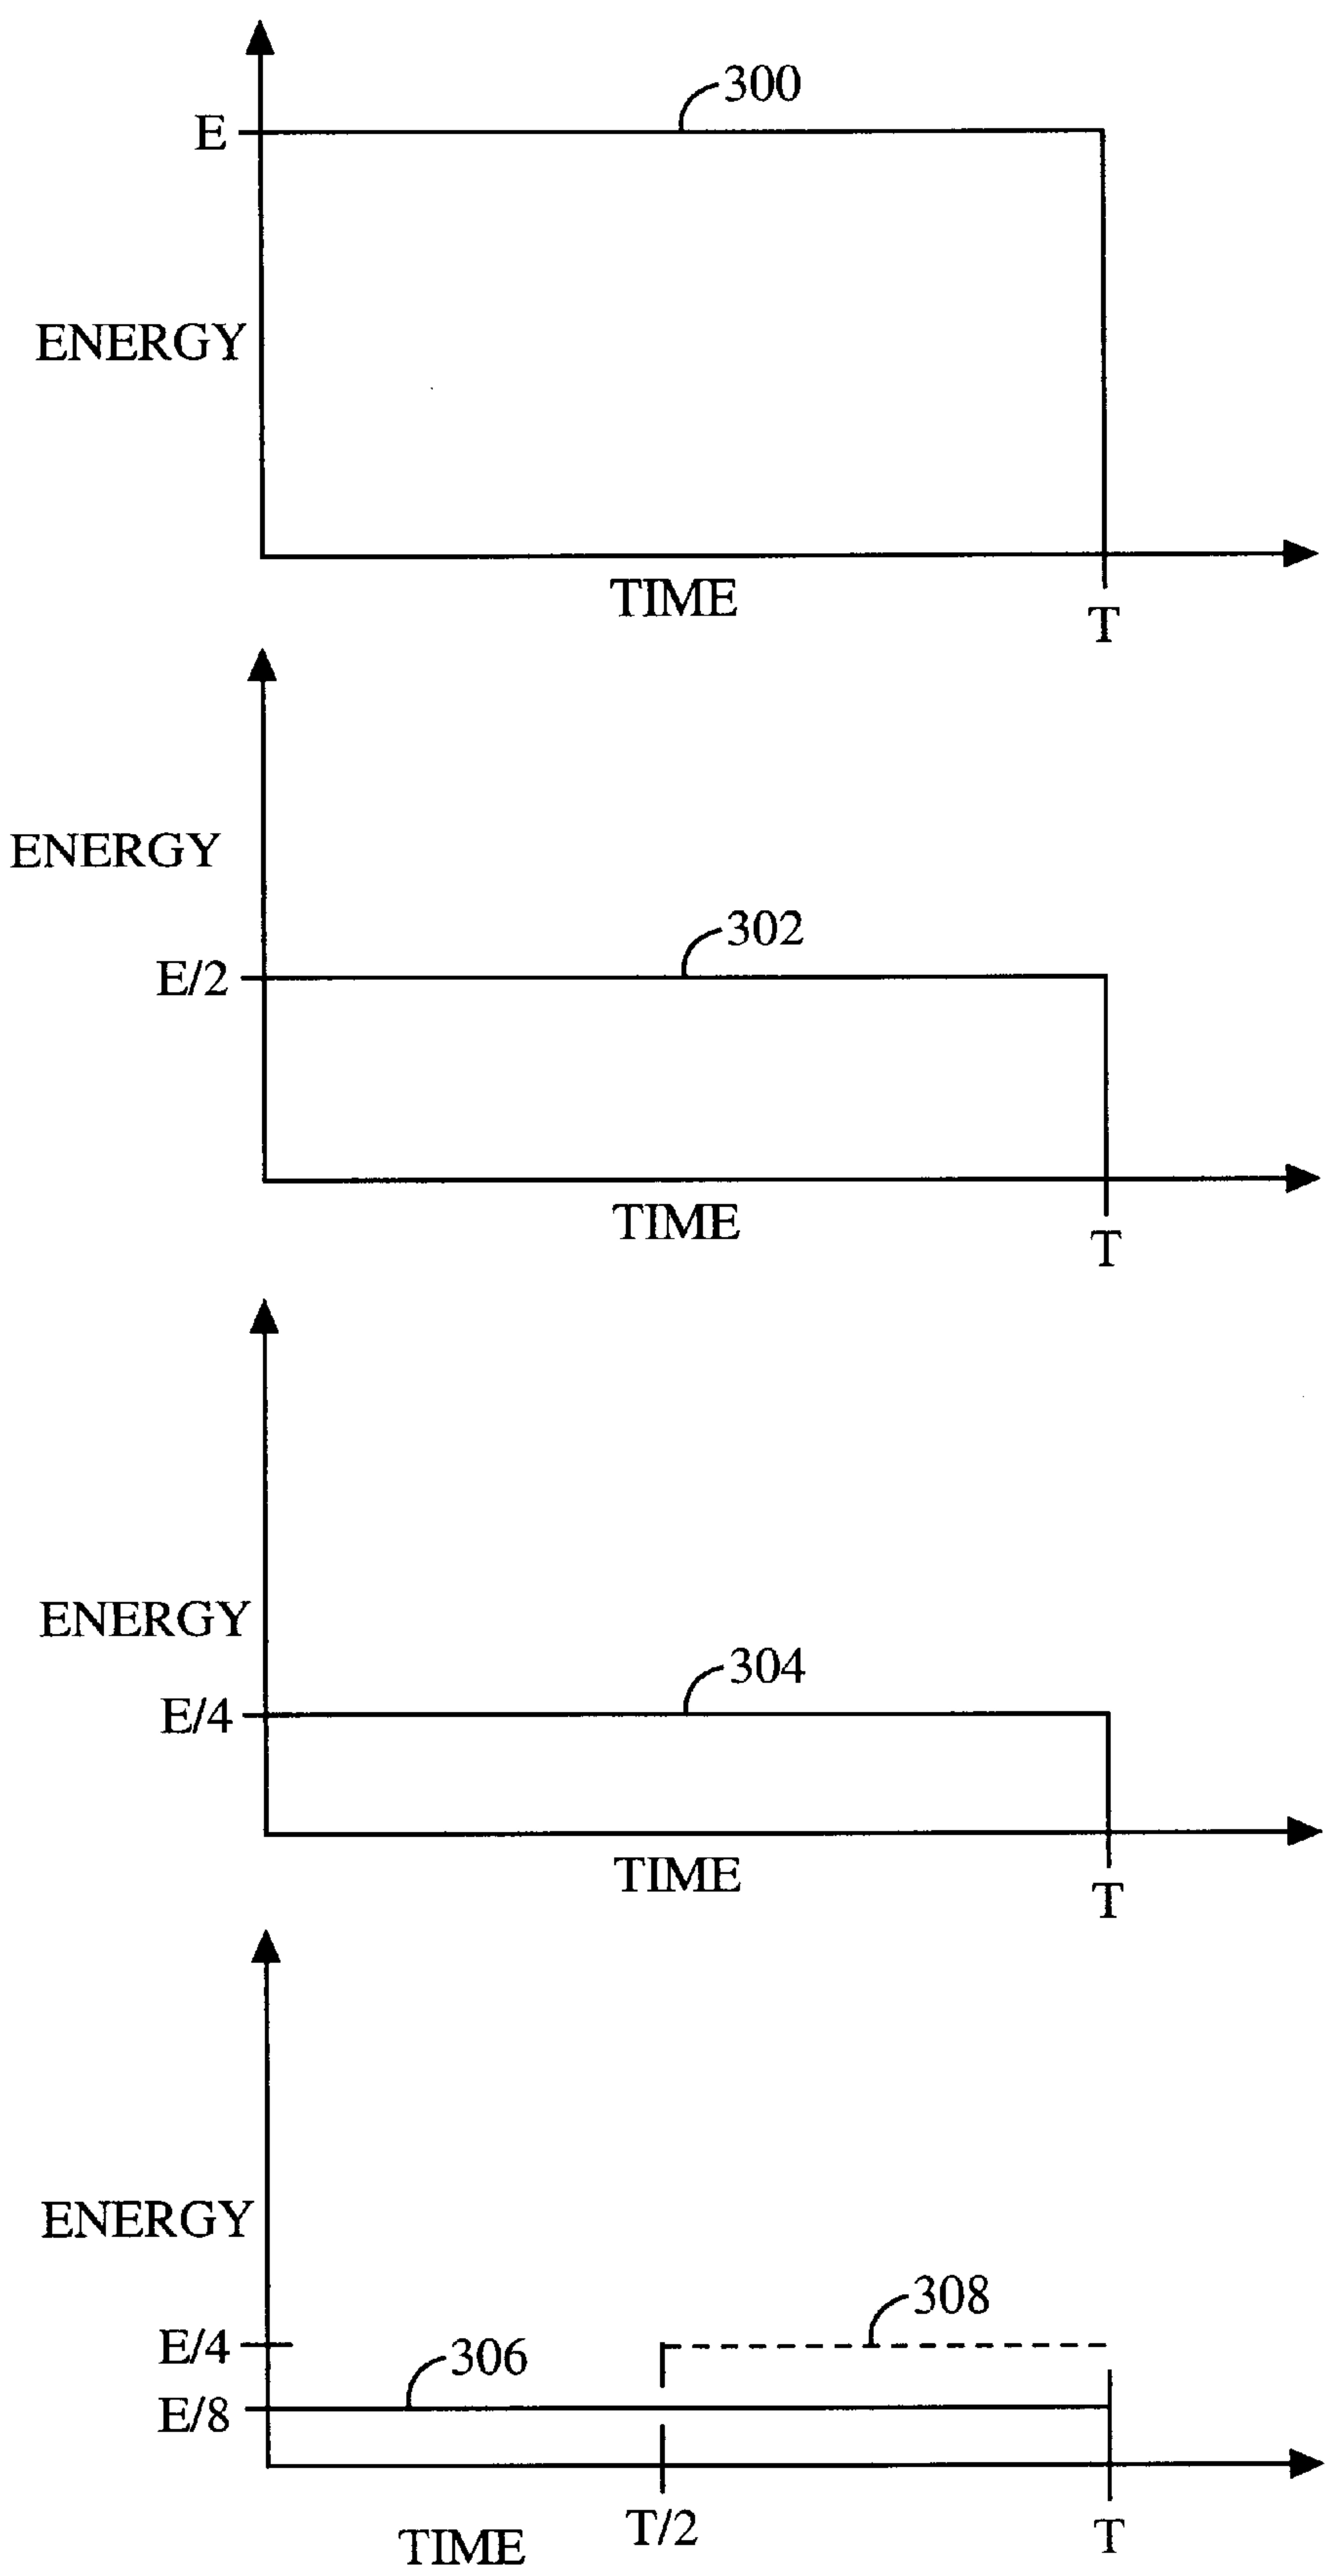 300
E
ENERGY
TIME
T
ENERGY
302
E/2
TIME
T
ENERGY
304
E/4
TIME
T
ENERGY
308
E/4
306
E/8
T/2
T
TIME